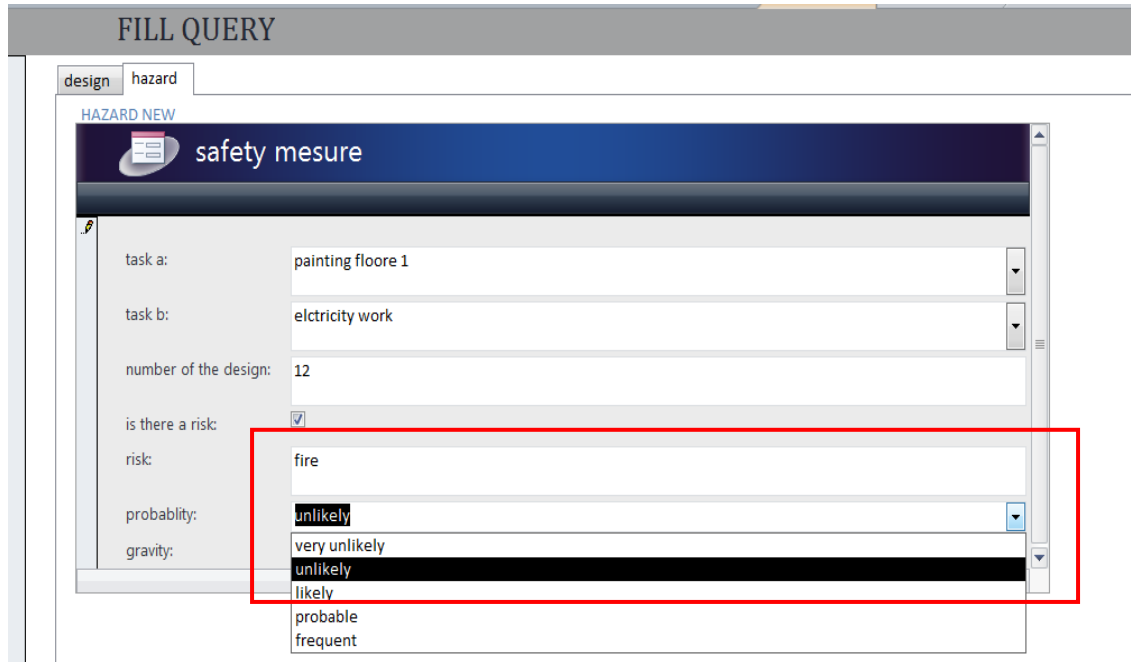 FILL QUERY
design hazard
HAZARD NEW
safety mesure
task a: painting floore 1
task b: elctricity work
number of the design: 12
is there a risk:
risk: fire
probablity: unlikely
very unlikely
gravity:
unlikely
likely
probable
frequent